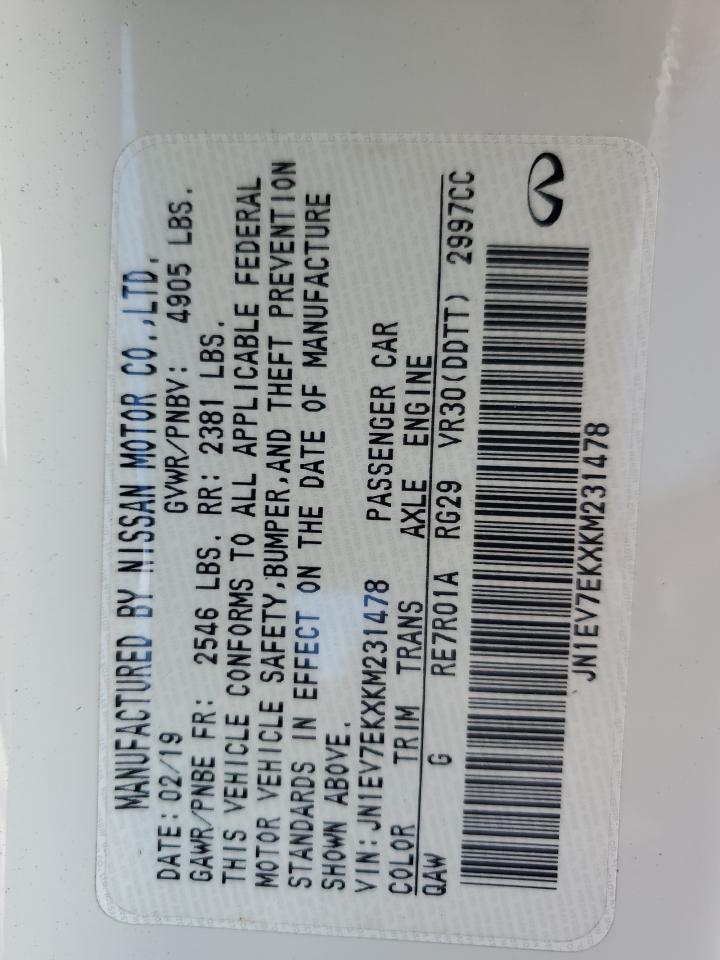 MANUFACTURED BY NISSAN MOTOR CO.,LTD.
DATE: 02/19 GVWR/PNBV: 4905 LBS.
GAWR/PNBE FR: 2546 LBS. RR: 2381 LBS.
THIS VEHICLE CONFORMS TO ALL APPLICABLE FEDERAL
MOTOR VEHICLE SAFETY,BUMPER,AND THEFT PREVENTION
STANDARDS IN EFFECT ON THE DATE OF MANUFACTURE
SHOWN ABOVE.
VIN:JN1EV7EKXKM231478 PASSENGER CAR
COLOR TRIM TRANS AXLE ENGINE
QAW G RE7R01A RG29 VR30(DDTT) 2997CC
JN1EV7EKXKM231478